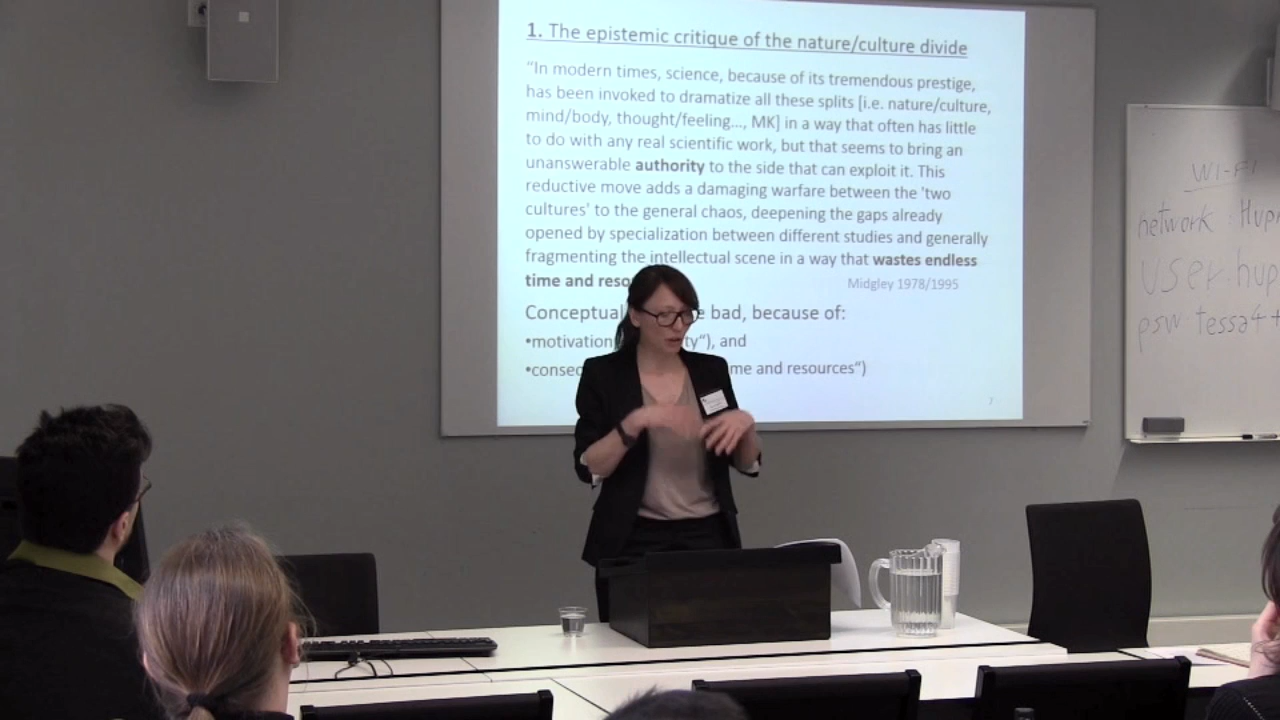 1. The epistemic critique of the nature/culture divide
“In modern times, science, because of its tremendous prestige,
has been invoked to dramatize all these splits [i.e. nature/culture,
mind/body, thought/feeling..., MK] in a way that often has little
to do with any real scientific work, but that seems to bring an
unanswerable authority to the side that can exploit it. This
reductive move adds a damaging warfare between the 'two
cultures' to the general chaos, deepening the gaps already
opened by specialization between different studies and generally
fragmenting the intellectual scene in a way that wastes endless
time and
Midgley 1978/1995
bad, because of:
•motivation ty“), and
• me and resources“)
7
WI-FI
network : Hup
user: hup
psw tessa4